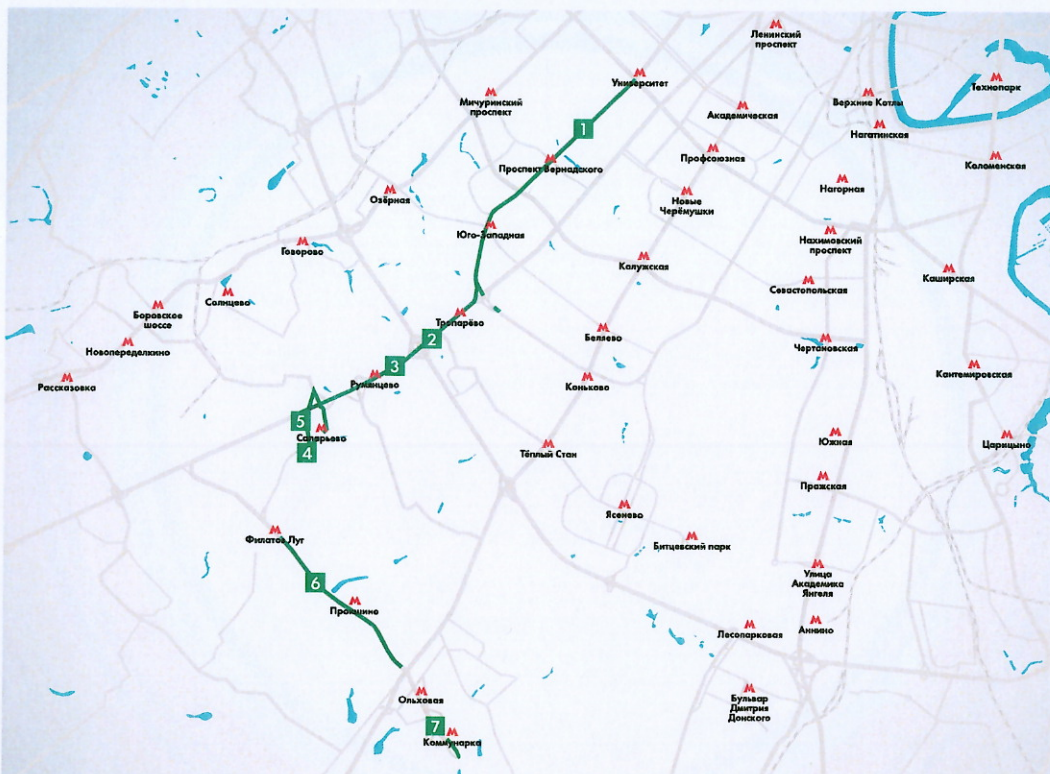 Ленинский
проспект
Университет
Технопарк
Мичуринский
проспект
Верхние Котлы
Академическая
1
Нагатинская
Профсоюзная
Проспект Вернадского
Коломенская
Нагорная
Озёрная
Новые
Черёмушки
Юго-Западная
Нахимовский
проспект
Говорово
Калужская
Каширская
Севастопольская
Солнцево
Боровское
шоссе
Тропарёво
Беляево
2
Чертановская
Новопеределкино
3
Румянцево
Рассказовка
Коньково
Кантемировская
5
Саларьево
Южная
Царицыно
4
Тёплый Стан
Пражская
Ясенево
Филатов Луг
Битцевский парк
6
Улица
Академика
Янгеля
Прокшино
Лесопарковая
Аннино
Ольховая
Бульвар
Дмитрия
Донского
7
Коммунарка